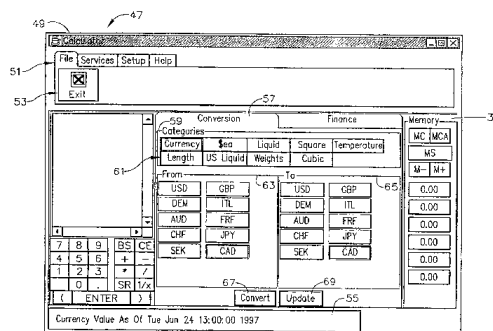 47
49
Calculator
File Services Setup Help
51
53
Exit
57
Conversion Finance
Memory
3
59
Categories
Currency $ea Liquid Square Temperature
61
Length US Liquid Weights Cubic
MC MCA
MS
M- M+
From 63 To 65
USD GBP USD GBP
DEM ITL DEM ITL
AUD FRF AUD FRF
CHF JPY CHF JPY
SEK CAD SEK CAD
0.00
0.00
0.00
0.00
0.00
0.00
7 8 9 BS CE
4 5 6 + -
1 2 3 * /
0 . SR 1/x
( ENTER )
67 69
Convert Update
55
Currency Value As Of Tue Jun 24 13:00:00 1997